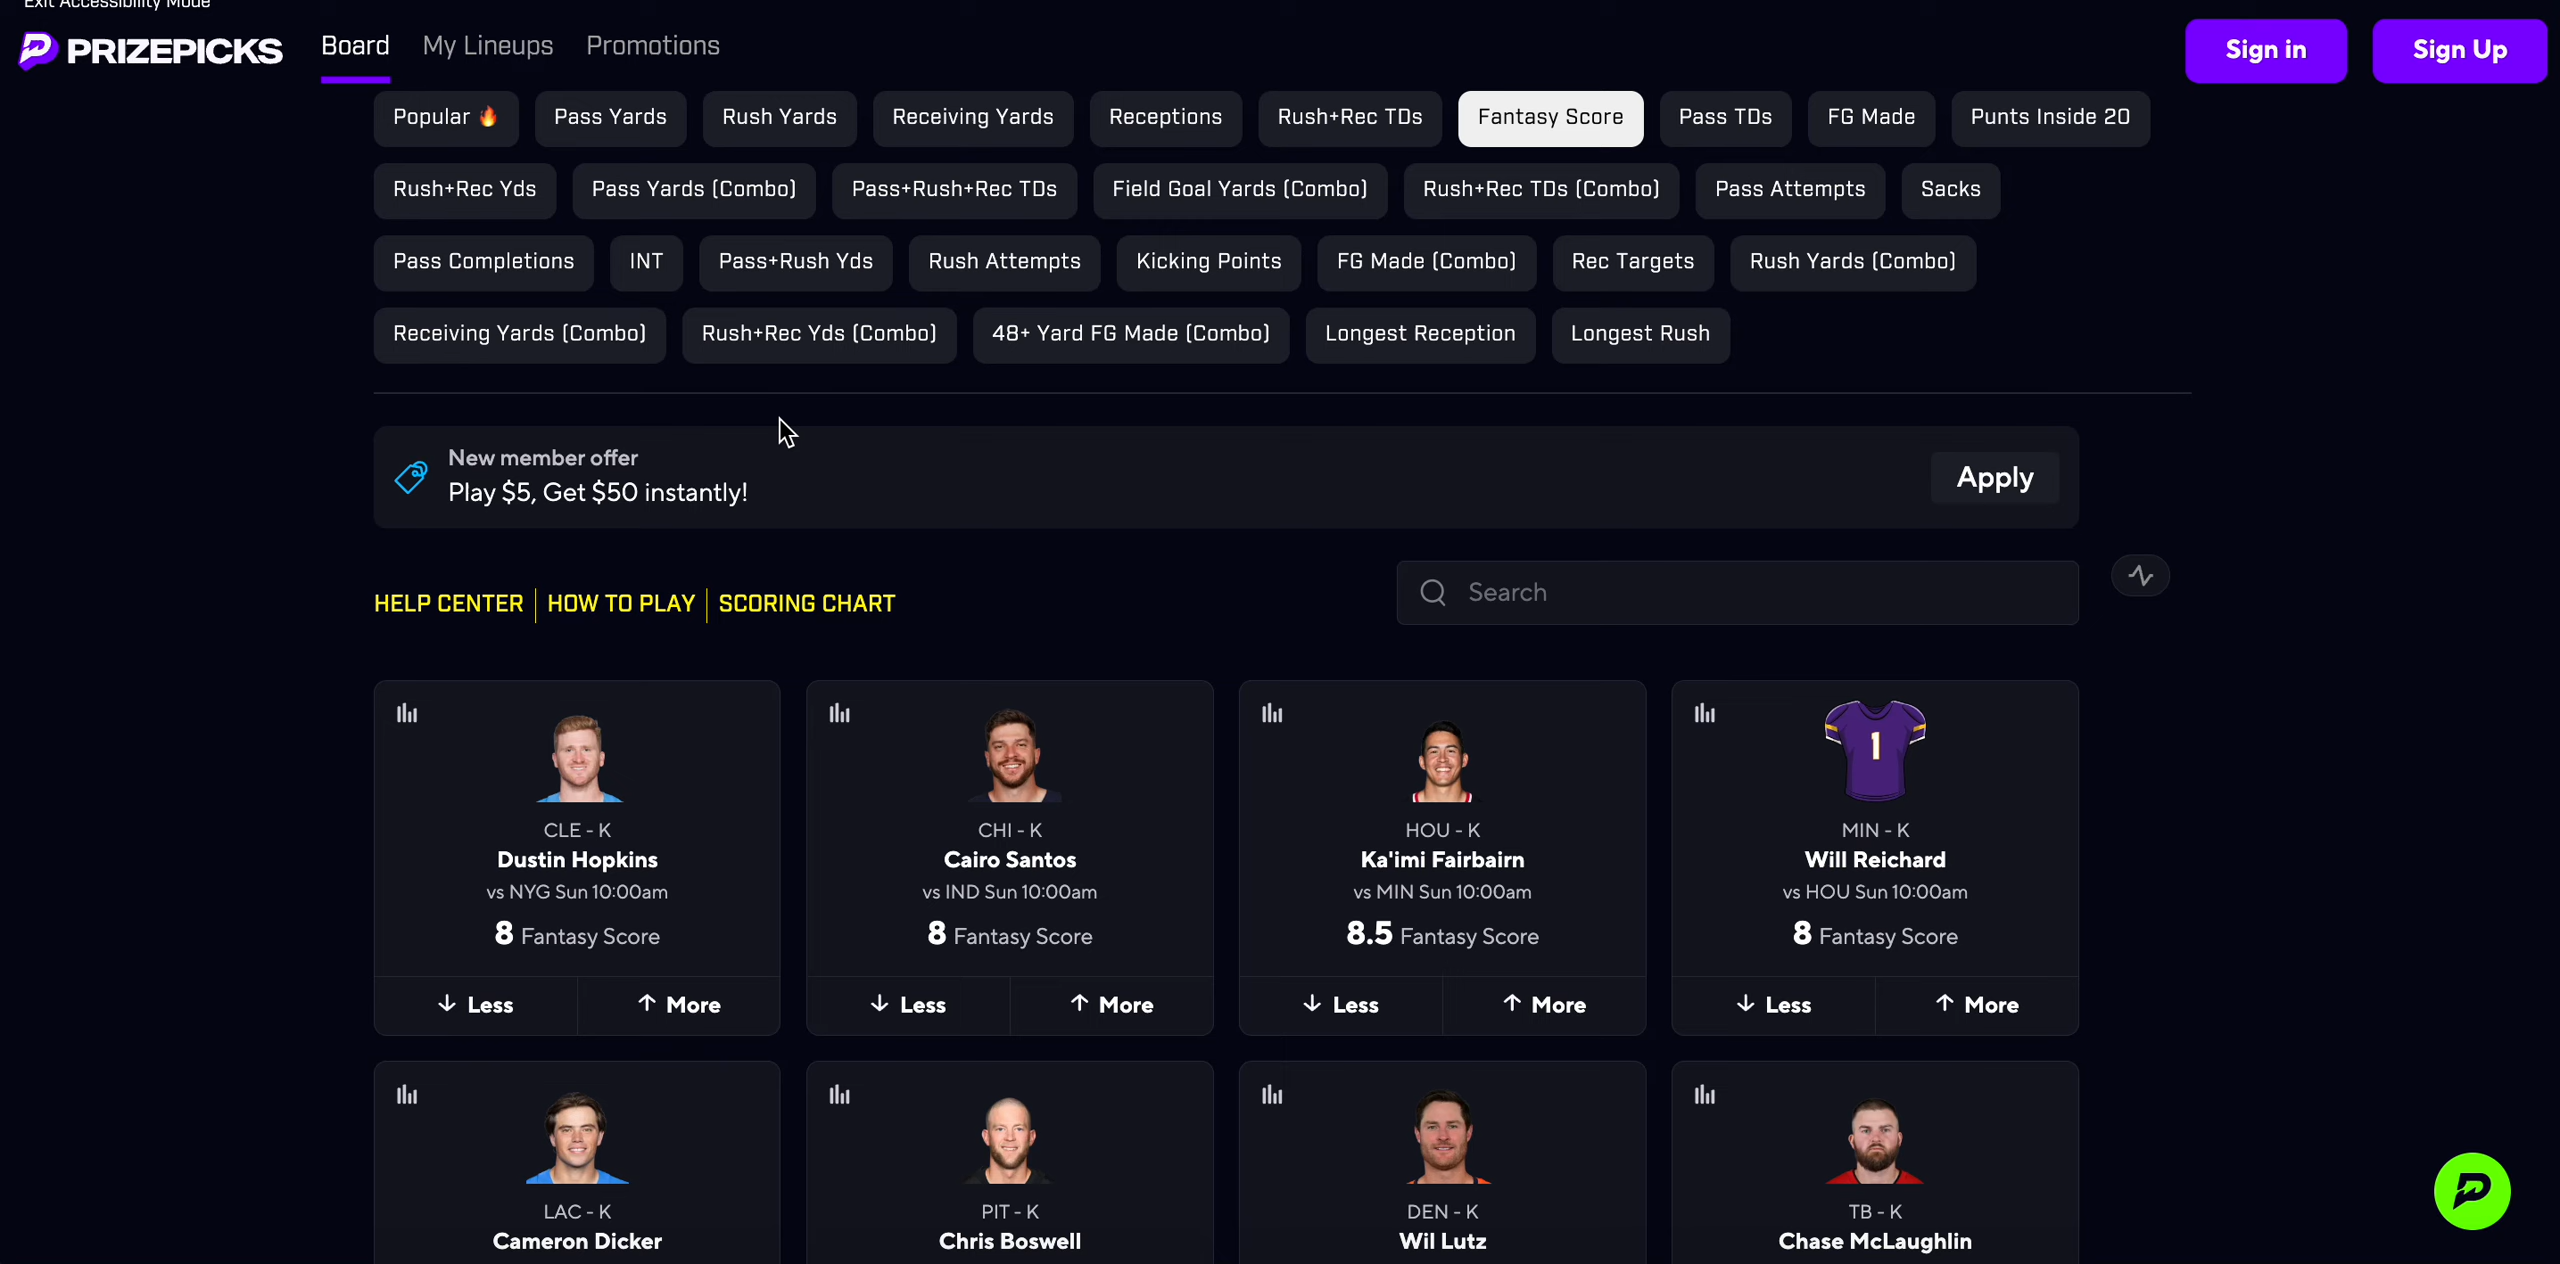 Exit Accessibility Mode
PRIZEPICKS Board My Lineups Promotions Sign in Sign Up
Popular 🔥 Pass Yards Rush Yards Receiving Yards Receptions Rush+Rec TDs Fantasy Score Pass TDs FG Made Punts Inside 20
Rush+Rec Yds Pass Yards (Combo) Pass+Rush+Rec TDs Field Goal Yards (Combo) Rush+Rec TDs (Combo) Pass Attempts Sacks
Pass Completions INT Pass+Rush Yds Rush Attempts Kicking Points FG Made (Combo) Rec Targets Rush Yards (Combo)
Receiving Yards (Combo) Rush+Rec Yds (Combo) 48+ Yard FG Made (Combo) Longest Reception Longest Rush
New member offer
Play $5, Get $50 instantly!
Apply
HELP CENTER HOW TO PLAY SCORING CHART
Search
CLE - K
Dustin Hopkins
vs NYG Sun 10:00am
8 Fantasy Score
↓ Less ↑ More
CHI - K
Cairo Santos
vs IND Sun 10:00am
8 Fantasy Score
↓ Less ↑ More
HOU - K
Ka'imi Fairbairn
vs MIN Sun 10:00am
8.5 Fantasy Score
↓ Less ↑ More
1
MIN - K
Will Reichard
vs HOU Sun 10:00am
8 Fantasy Score
↓ Less ↑ More
LAC - K
Cameron Dicker
PIT - K
Chris Boswell
DEN - K
Wil Lutz
TB - K
Chase McLaughlin